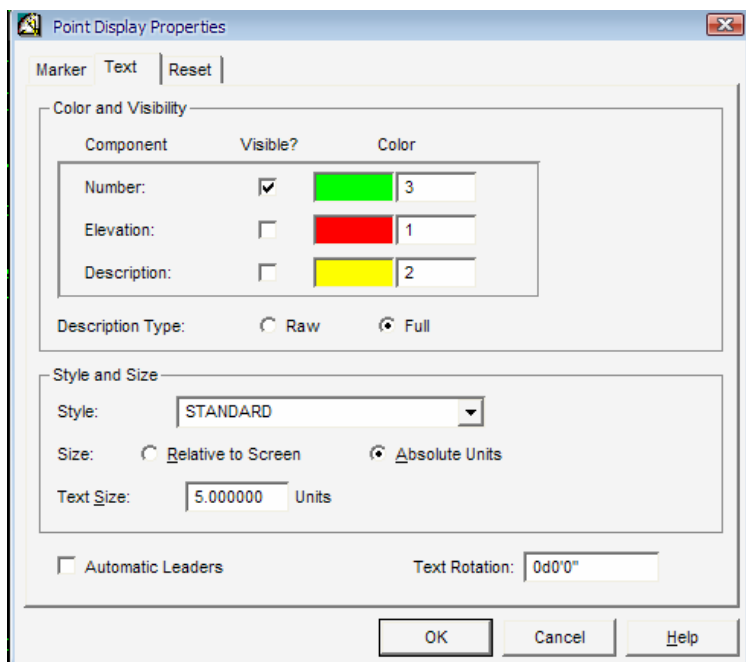 Point Display Properties
Marker Text Reset
Color and Visibility
Component Visible? Color
Number: 3
Elevation: 1
Description: 2
Description Type: Raw Full
Style and Size
Style: STANDARD
Size: Relative to Screen Absolute Units
Text Size: 5.000000 Units
Automatic Leaders Text Rotation: 0d0'0"
OK Cancel Help